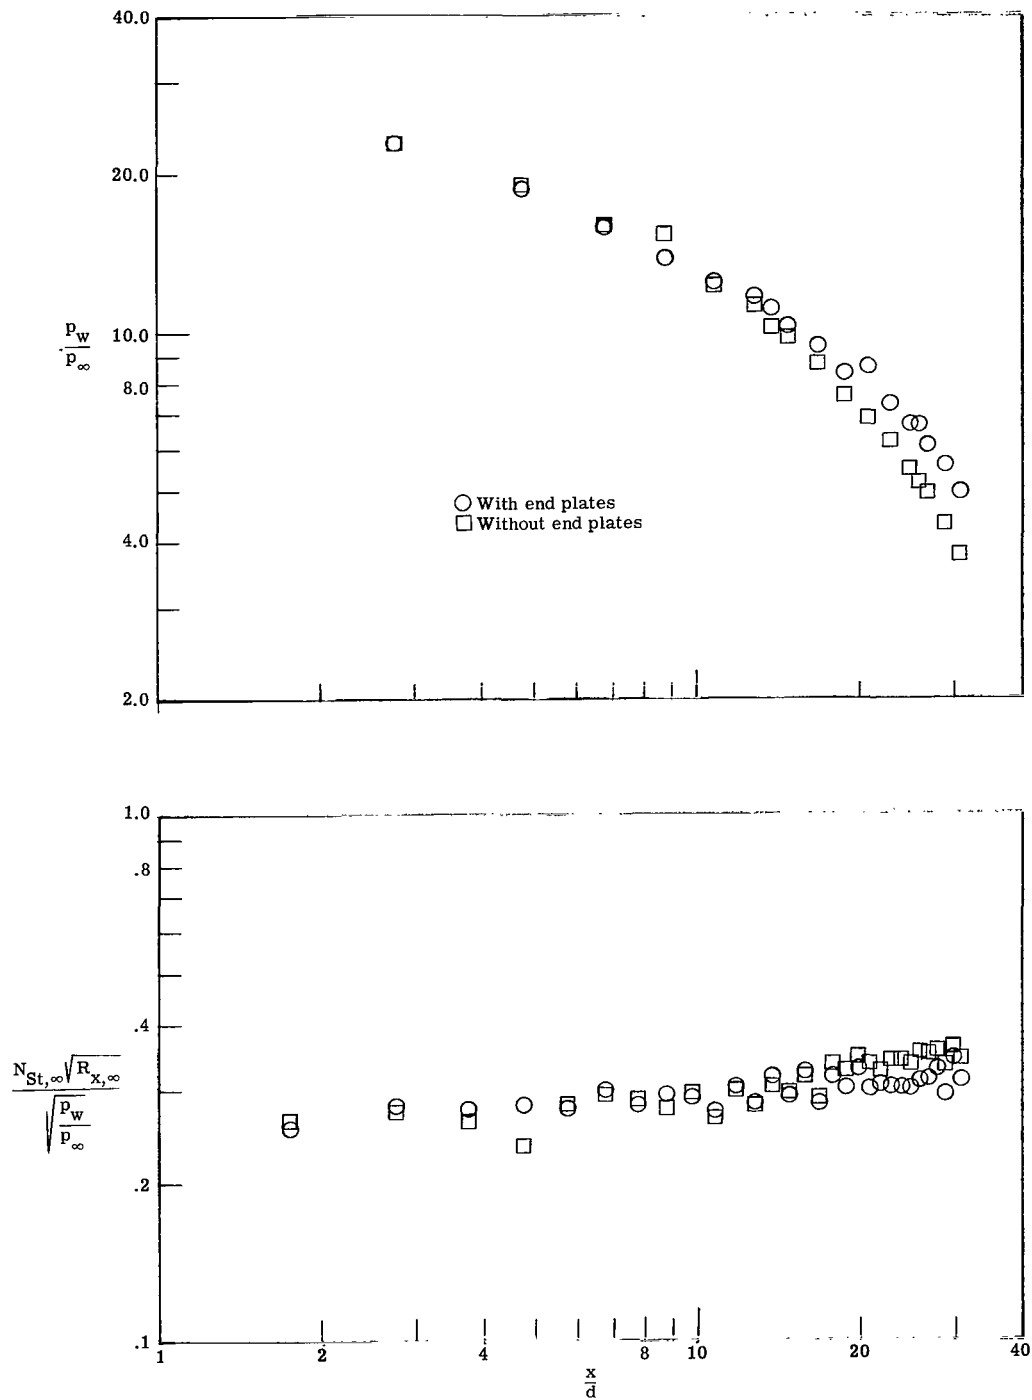 40.0
20.0
10.0
p_w
p_∞
8.0
With end plates
Without end plates
4.0
2.0
1.0
.8
.4
N_St,∞ √R_x,∞
√p_w
p_∞
.2
.1
1 2 4 8 10 20 40
x
d